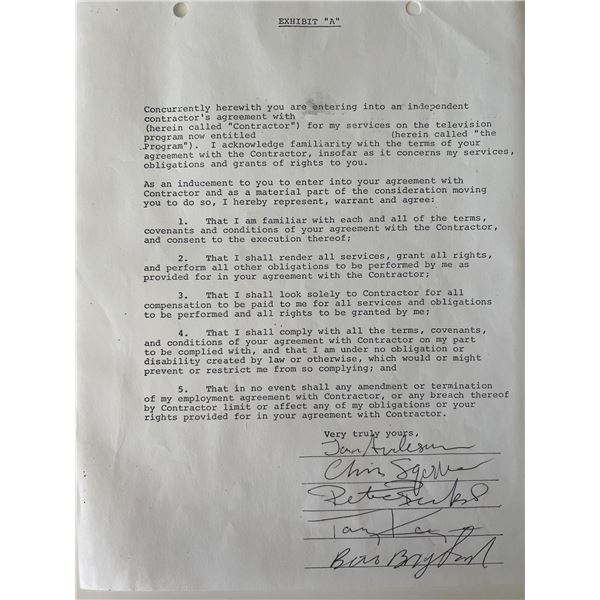 EXHIBIT "A"
Concurrently herewith you are entering into an independent
contractor's agreement with
(herein called "Contractor") for my services on the television
program now entitled (herein called "the
Program"). I acknowledge familiarity with the terms of your
agreement with the Contractor, insofar as it concerns my services,
obligations and grants of rights to you.
As an inducement to you to enter into your agreement with
Contractor and as a material part of the consideration moving
you to do so, I hereby represent, warrant and agree:
1. That I am familiar with each and all of the terms,
covenants and conditions of your agreement with the Contractor,
and consent to the execution thereof;
2. That I shall render all services, grant all rights,
and perform all other obligations to be performed by me as
provided for in your agreement with Contractor;
3. That I shall look solely to Contractor for all
compensation to be paid to me for all services and obligations
to be performed and all rights to be granted by me;
4. That I shall comply with all the terms, covenants,
and conditions of your agreement with Contractor on my part
to be complied with, and that I am under no obligation or
disability created by law or otherwise, which would or might
prevent or restrict me from so complying; and
5. That in no event shall any amendment or termination
of my employment agreement with Contractor, or any breach thereof
by Contractor limit or affect any of my obligations or your
rights provided for in your agreement with Contractor.
Very truly yours,
Chris
Peter
Tony